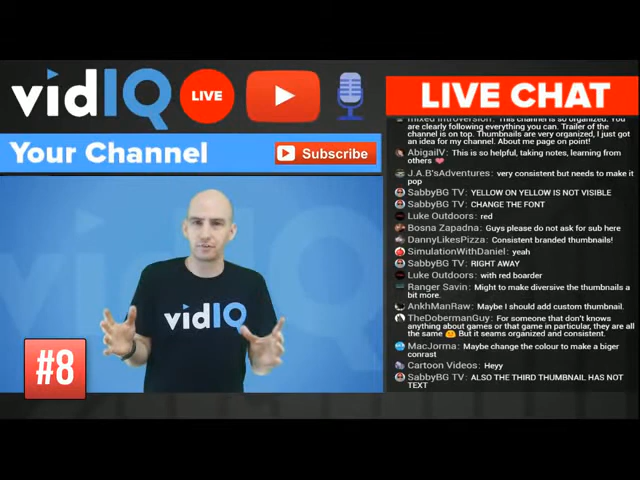 vidIQ LIVE
LIVE CHAT
Your Channel
Subscribe
vidIQ
#8
mixed introversion: This channel is so organized. You
are clearly following everything you can. Trailer of the
channel is on top. Thumbnails are very organized, I just got
an idea for my channel. About me page on point!
AbigailV: This is so helpful, taking notes, learning from
others ❤
J.A.B'sAdventures: very consistent but needs to make it
pop
SabbyBG TV: YELLOW ON YELLOW IS NOT VISIBLE
SabbyBG TV: CHANGE THE FONT
Luke Outdoors: red
Bosna Zapadna: Guys please do not ask for sub here
DannyLikesPizza: Consistent branded thumbnails!
SimulationWithDaniel: yeah
SabbyBG TV: RIGHT AWAY
Luke Outdoors: with red boarder
Ranger Savin: Might to make diversive the thumbnails a
bit more.
AnkhManRaw: Maybe I should add custom thumbnail.
TheDobermanGuy: For someone that don't knows
anything about games or that game in particular, they are all
the same 😕 But it seams organized and consistent.
MacJorma: Maybe change the colour to make a biger
conrast
Cartoon Videos: Heyy
SabbyBG TV: ALSO THE THIRD THUMBNAIL HAS NOT
TEXT